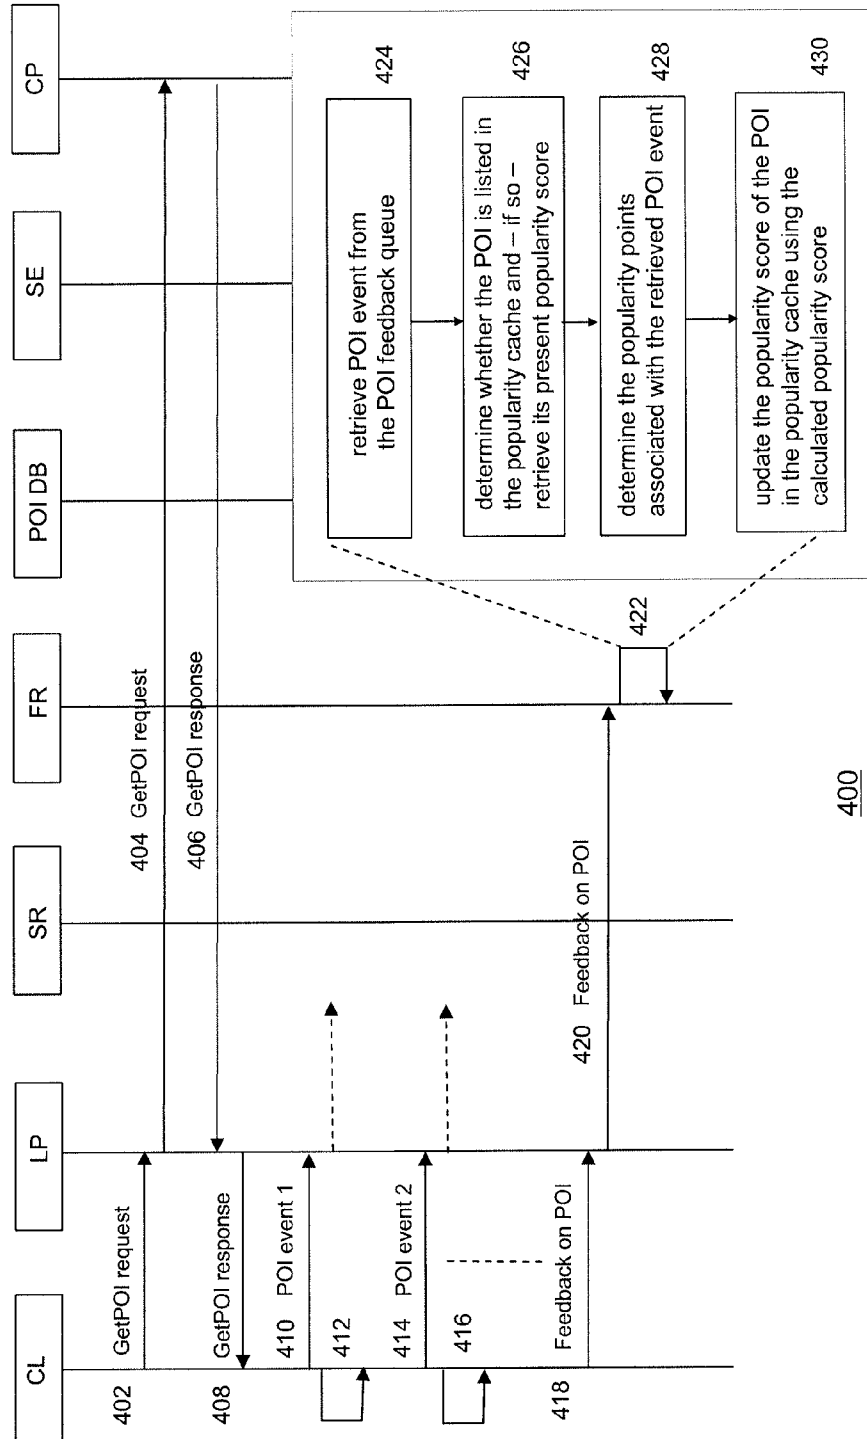 CL
LP
SR
FR
POI DB
SE
CP
402
GetPOI request
404 GetPOI request
406 GetPOI response
408
GetPOI response
410 POI event 1
412
414 POI event 2
416
418
Feedback on POI
420 Feedback on POI
422
retrieve POI event from
the POI feedback queue
424
determine whether the POI is listed in
the popularity cache and – if so –
retrieve its present popularity score
426
determine the popularity points
associated with the retrieved POI event
428
update the popularity score of the POI
in the popularity cache using the
calculated popularity score
430
400